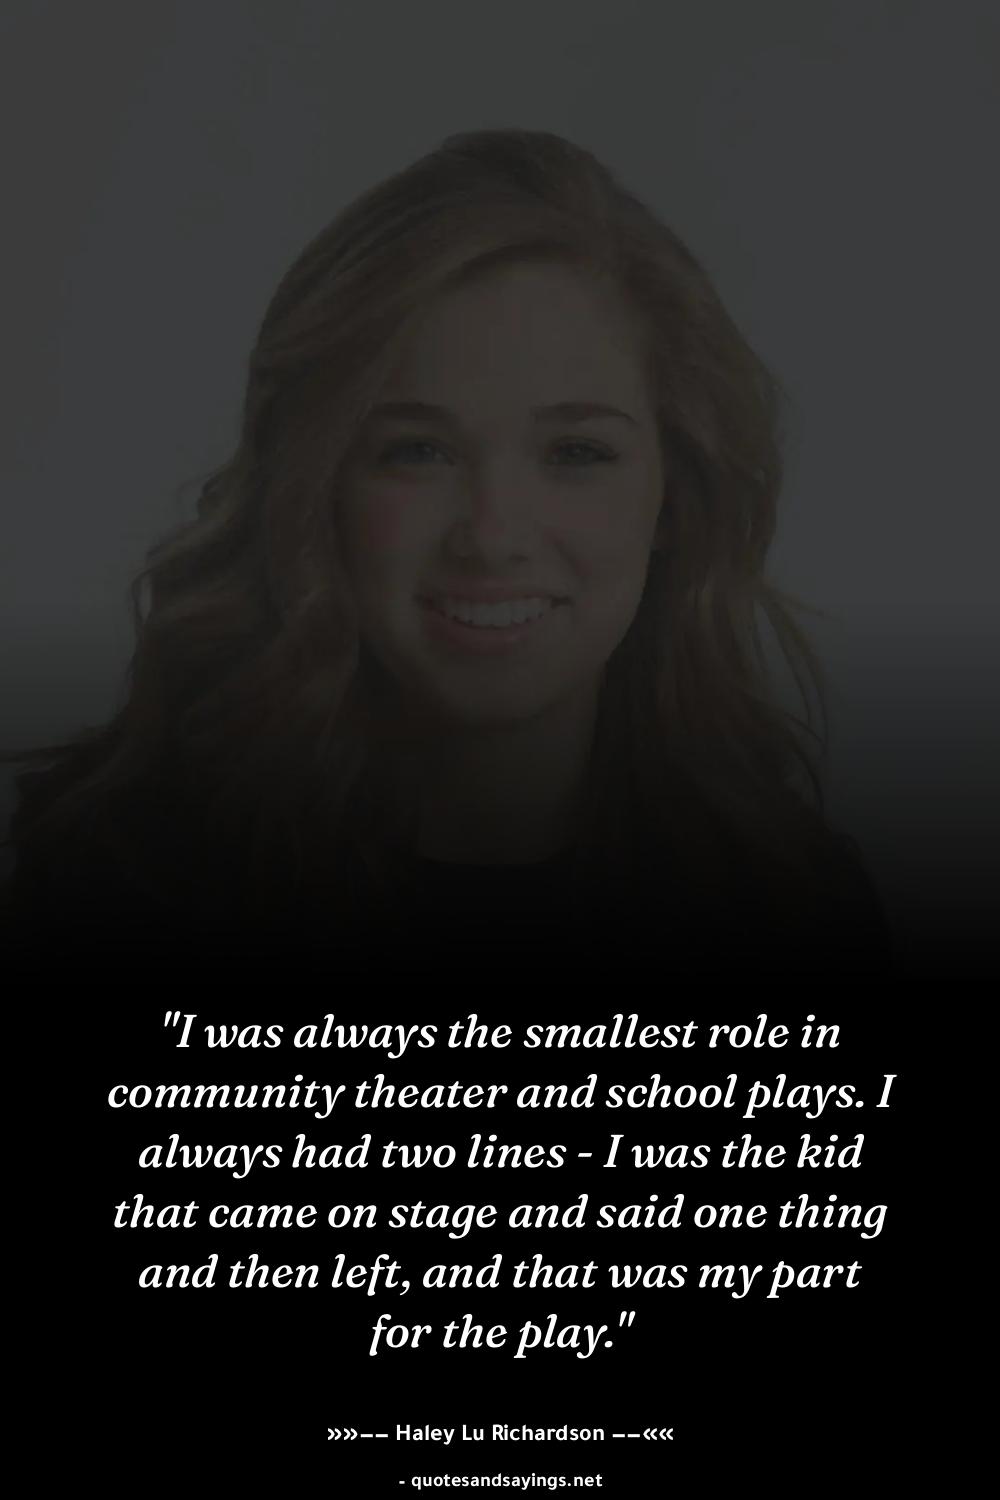 "I was always the smallest role in
community theater and school plays. I
always had two lines - I was the kid
that came on stage and said one thing
and then left, and that was my part
for the play."
»»–– Haley Lu Richardson ––««
- quotesandsayings.net